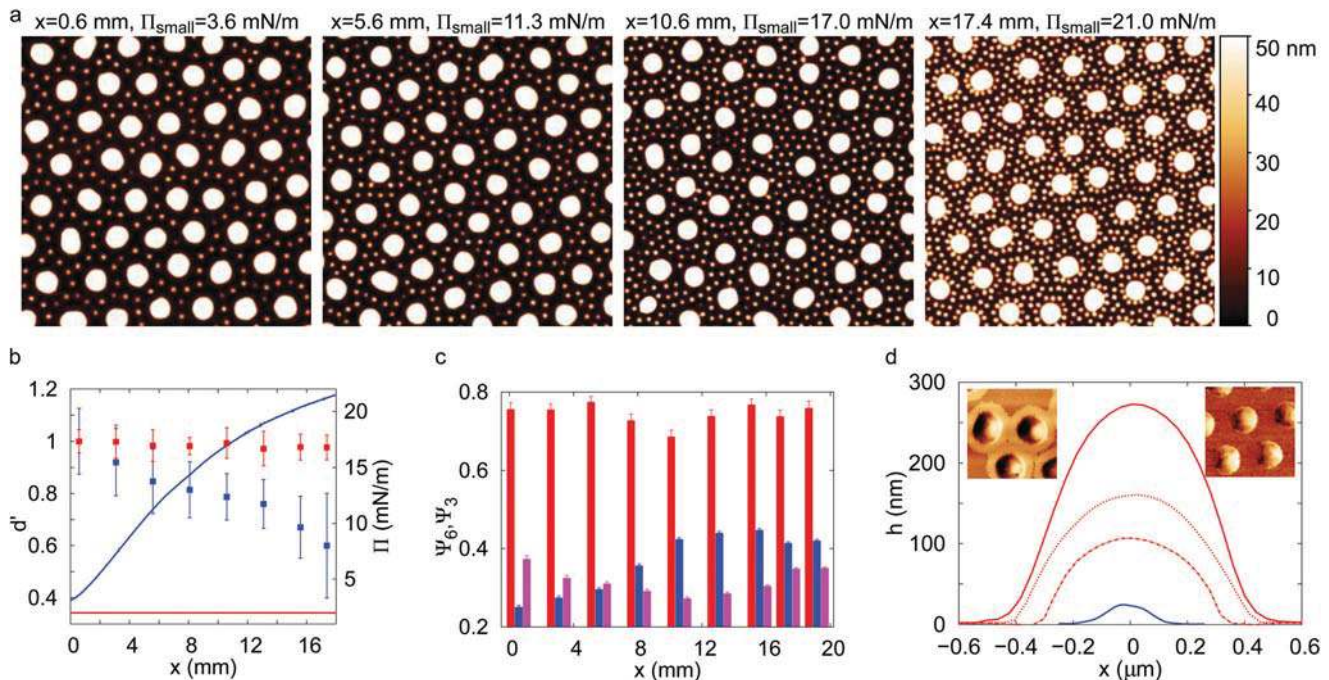 a
x=0.6 mm, Πsmall=3.6 mN/m
x=5.6 mm, Πsmall=11.3 mN/m
x=10.6 mm, Πsmall=17.0 mN/m
x=17.4 mm, Πsmall=21.0 mN/m
50 nm
40
30
20
10
0
b
1.2
1
0.8
0.6
0.4
d'
20
15
10
5
Π (mN/m)
0 4 8 12 16
x (mm)
c
0.8
0.6
0.4
0.2
Ψ6,Ψ3
0 4 8 12 16 20
x (mm)
d
300
200
100
0
h (nm)
−0.6 −0.4 −0.2 0 0.2 0.4 0.6
x (μm)